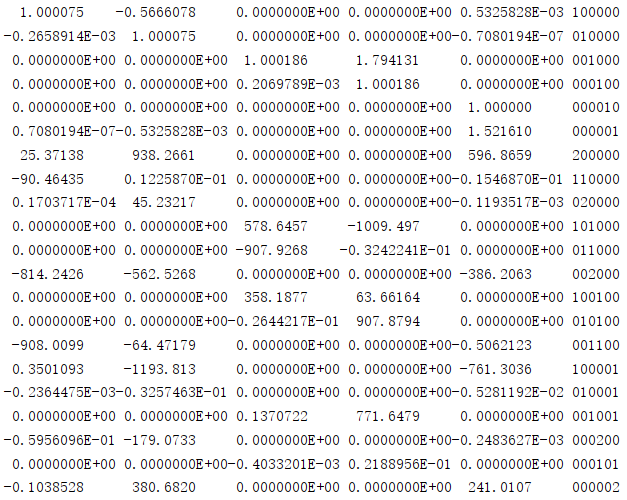 1.000075 -0.5666078 0.0000000E+00 0.0000000E+00 0.5325828E-03 100000
-0.2658914E-03 1.000075 0.0000000E+00 0.0000000E+00-0.7080194E-07 010000
0.0000000E+00 0.0000000E+00 1.000186 1.794131 0.0000000E+00 001000
0.0000000E+00 0.0000000E+00 0.2069789E-03 1.000186 0.0000000E+00 000100
0.0000000E+00 0.0000000E+00 0.0000000E+00 0.0000000E+00 1.000000 000010
0.7080194E-07-0.5325828E-03 0.0000000E+00 0.0000000E+00 1.521610 000001
25.37138 938.2661 0.0000000E+00 0.0000000E+00 596.8659 200000
-90.46435 0.1225870E-01 0.0000000E+00 0.0000000E+00-0.1546870E-01 110000
0.1703717E-04 45.23217 0.0000000E+00 0.0000000E+00-0.1193517E-03 020000
0.0000000E+00 0.0000000E+00 578.6457 -1009.497 0.0000000E+00 101000
0.0000000E+00 0.0000000E+00 -907.9268 -0.3242241E-01 0.0000000E+00 011000
-814.2426 -562.5268 0.0000000E+00 0.0000000E+00 -386.2063 002000
0.0000000E+00 0.0000000E+00 358.1877 63.66164 0.0000000E+00 100100
0.0000000E+00 0.0000000E+00-0.2644217E-01 907.8794 0.0000000E+00 010100
-908.0099 -64.47179 0.0000000E+00 0.0000000E+00-0.5062123 001100
0.3501093 -1193.813 0.0000000E+00 0.0000000E+00 -761.3036 100001
-0.2364475E-03-0.3257463E-01 0.0000000E+00 0.0000000E+00-0.5281192E-02 010001
0.0000000E+00 0.0000000E+00 0.1370722 771.6479 0.0000000E+00 001001
-0.5956096E-01 -179.0733 0.0000000E+00 0.0000000E+00-0.2483627E-03 000200
0.0000000E+00 0.0000000E+00-0.4033201E-03 0.2188956E-01 0.0000000E+00 000101
-0.1038528 380.6820 0.0000000E+00 0.0000000E+00 241.0107 000002